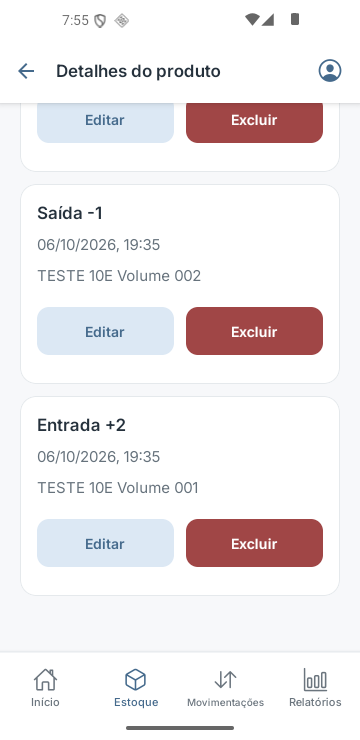 7:55
Detalhes do produto
Editar
Excluir
Saída -1
06/10/2026, 19:35
TESTE 10E Volume 002
Editar
Excluir
Entrada +2
06/10/2026, 19:35
TESTE 10E Volume 001
Editar
Excluir
Início
Estoque
Movimentações
Relatórios